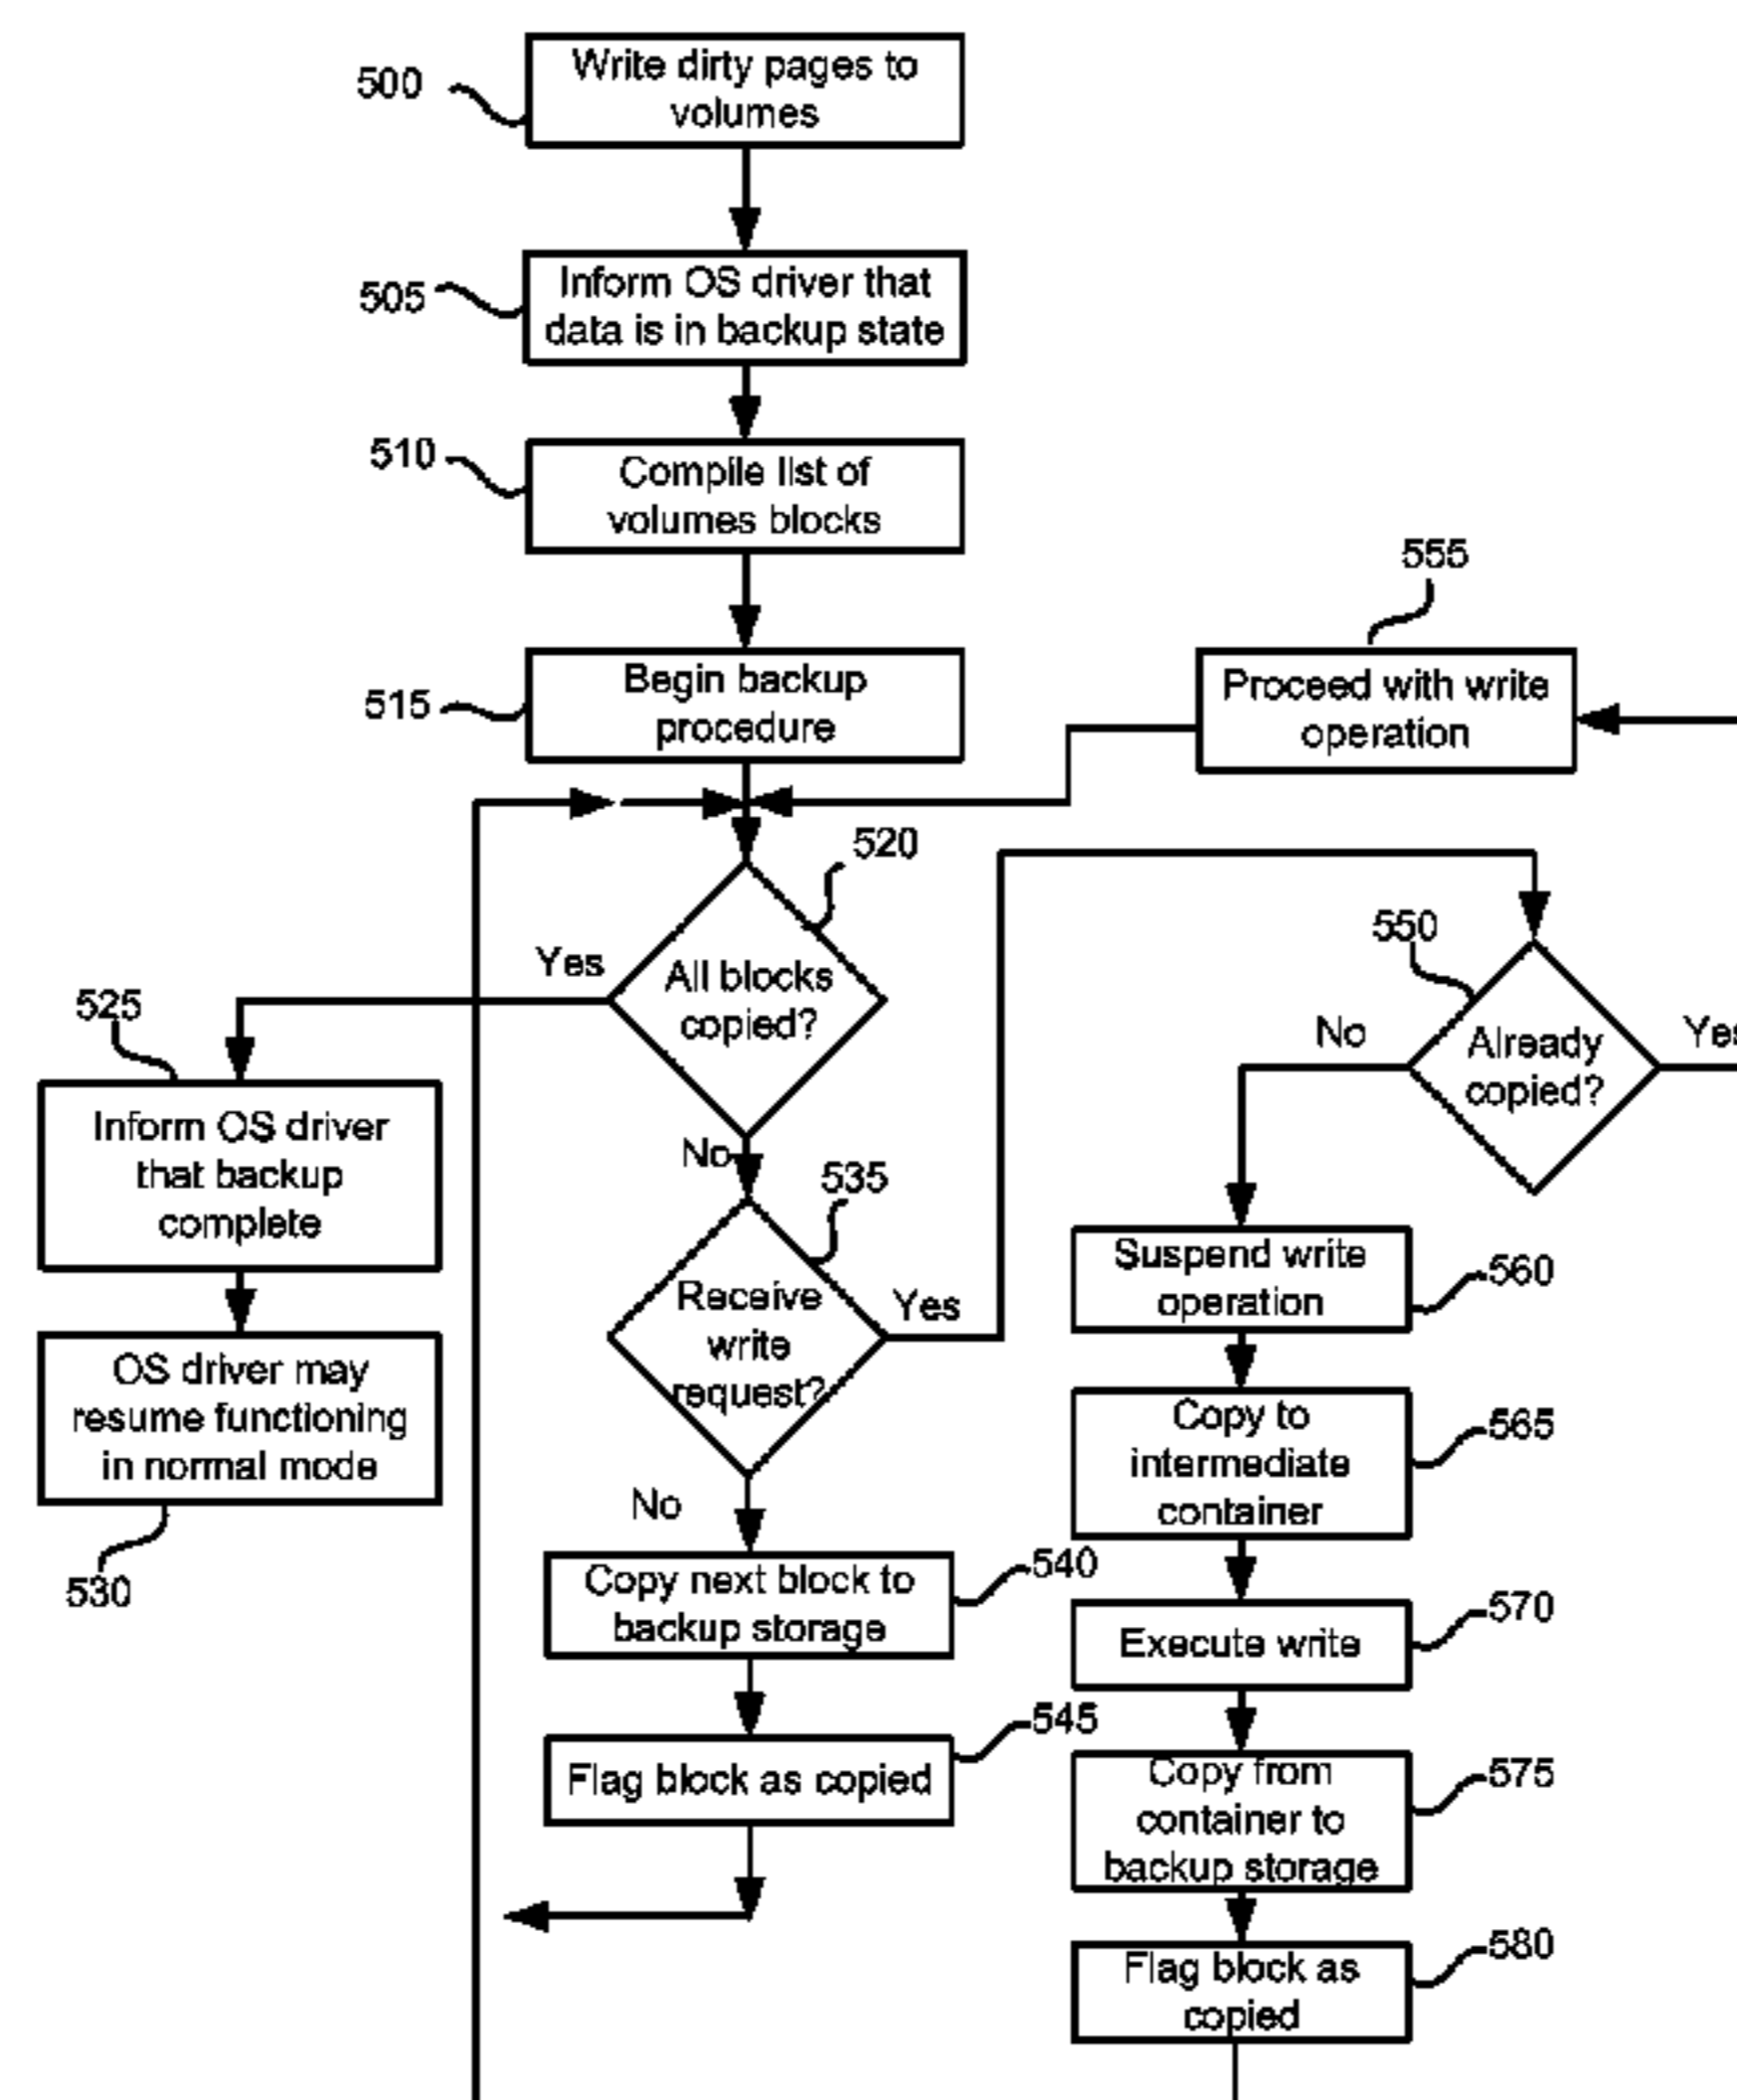 500
Write dirty pages to
volumes
505
Inform OS driver that
data is in backup state
510
Compile list of
volumes blocks
515
Begin backup
procedure
555
Proceed with write
operation
520
All blocks
copied?
Yes
No
525
Inform OS driver
that backup
complete
OS driver may
resume functioning
in normal mode
530
535
Receive
write
request?
Yes
No
540
Copy next block to
backup storage
545
Flag block as copied
550
Already
copied?
No
Yes
Suspend write
operation
560
Copy to
intermediate
container
565
Execute write
570
Copy from
container to
backup storage
575
Flag block as
copied
580